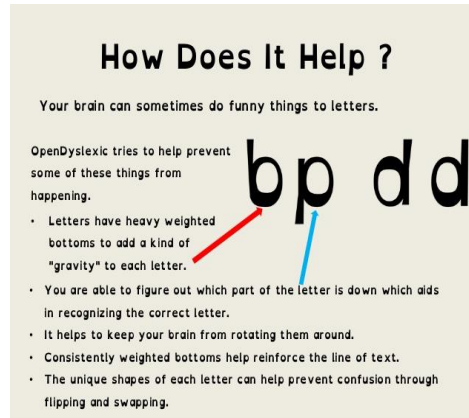 How Does It Help ?
Your brain can sometimes do funny things to letters.
OpenDyslexic tries to help prevent
some of these things from
happening.
b p d d
• Letters have heavy weighted
bottoms to add a kind of
"gravity" to each letter.
• You are able to figure out which part of the letter is down which aids
in recognizing the correct letter.
• It helps to keep your brain from rotating them around.
• Consistently weighted bottoms help reinforce the line of text.
• The unique shapes of each letter can help prevent confusion through
flipping and swapping.